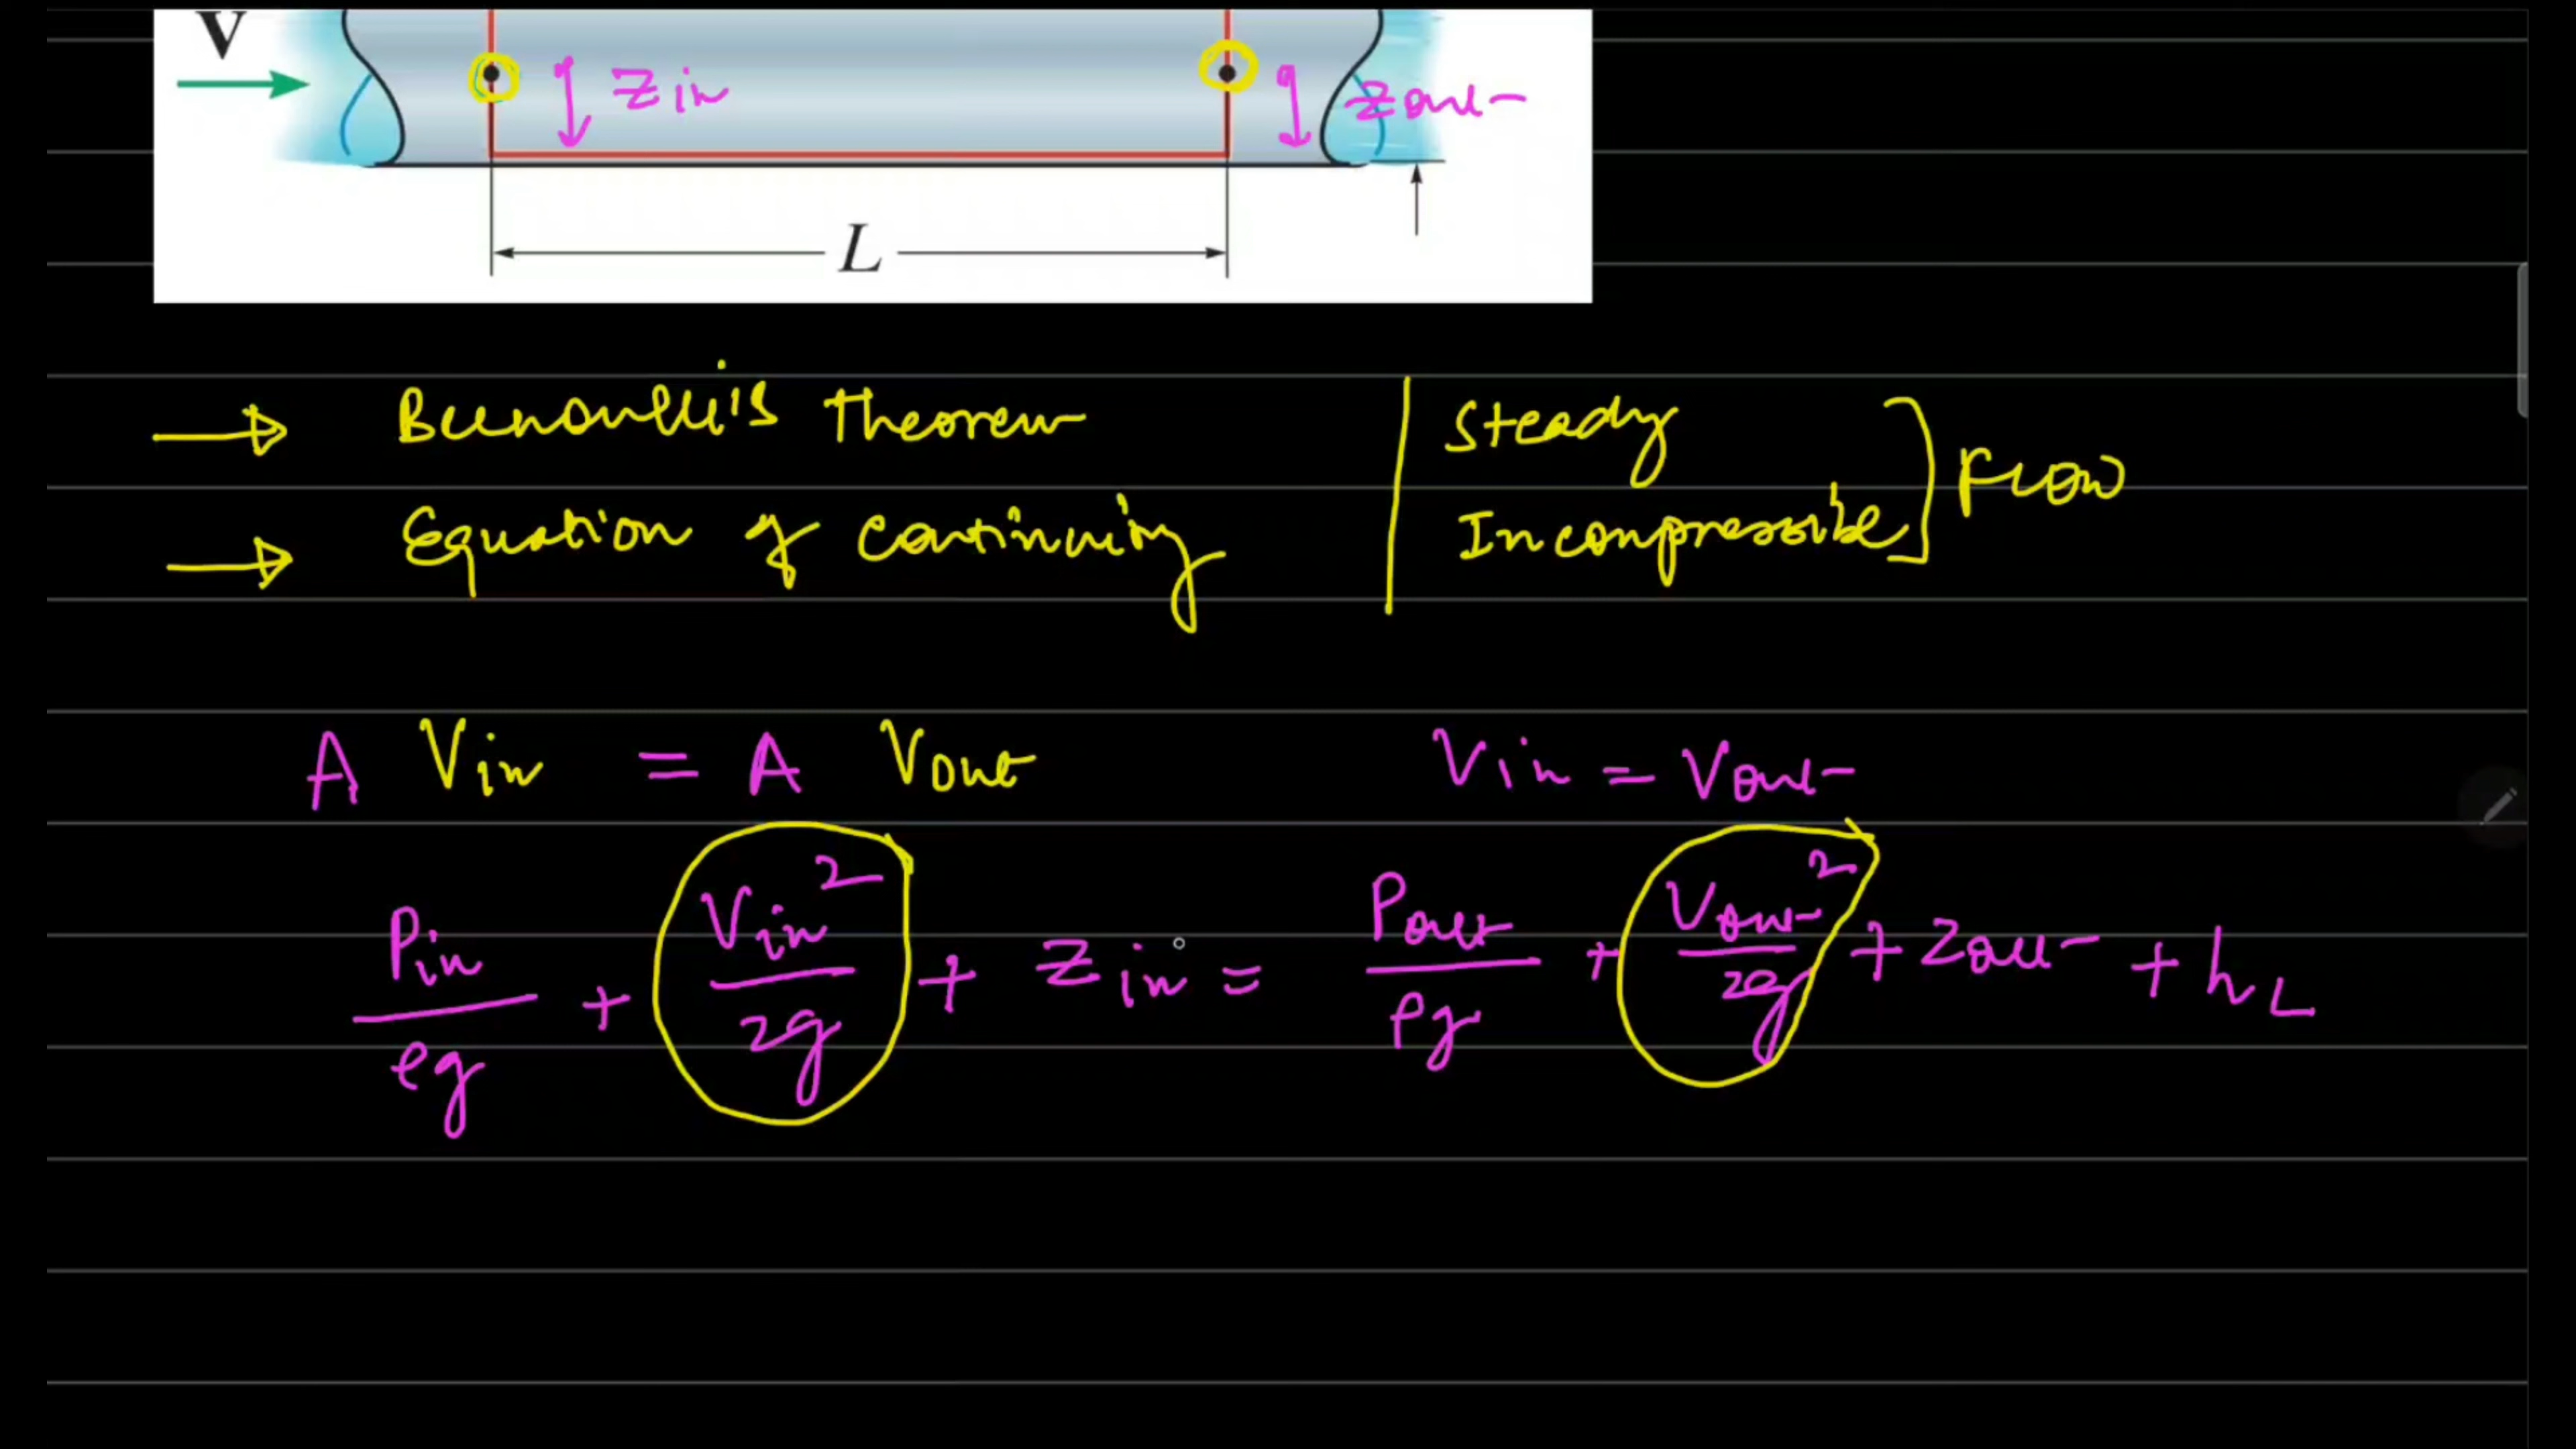 V
Zin
Zout
L
→ Bernoulli's Theorem | Steady
→ Equation of continuity | Incompressible ] Flow
A Vin = A Vout Vin = Vout
Pin/ρg + Vin²/2g + Zin = Pout/ρg + Vout²/2g + Zout + hL